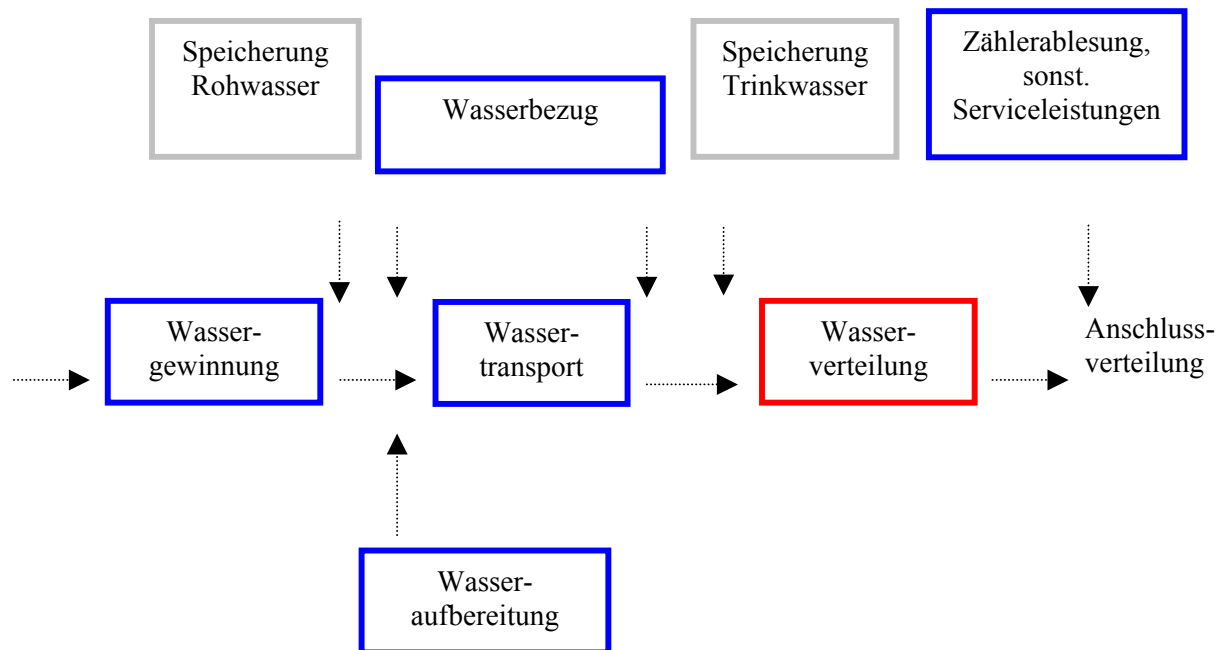 Speicherung
Rohwasser
Wasserbezug
Speicherung
Trinkwasser
Zählerablesung,
sonst.
Serviceleistungen
Wasser-
gewinnung
Wasser-
transport
Wasser-
verteilung
Anschluss-
verteilung
Wasser-
aufbereitung